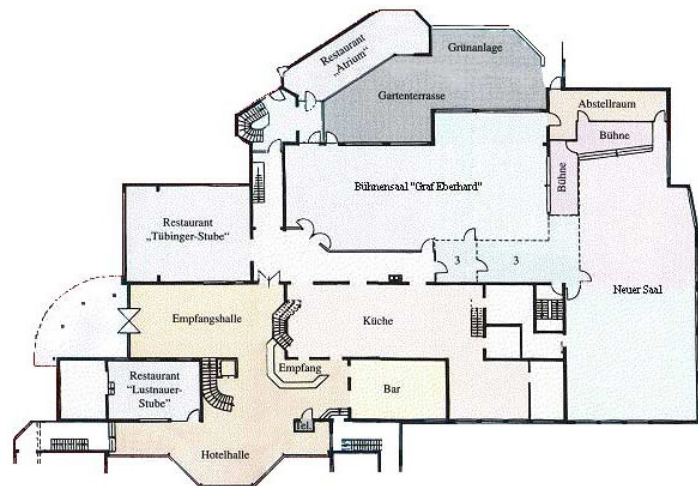 Restaurant
„Atrium"
Grünanlage
Gartenterrasse
Abstellraum
Bühne
Bühne
Bühnensaal "Graf Eberhard"
Restaurant
„Tübinger-Stube"
3
3
Neuer Saal
Empfangshalle
Küche
Empfang
Restaurant
"Lustnauer-
Stube"
Bar
Tel.
Hotelhalle